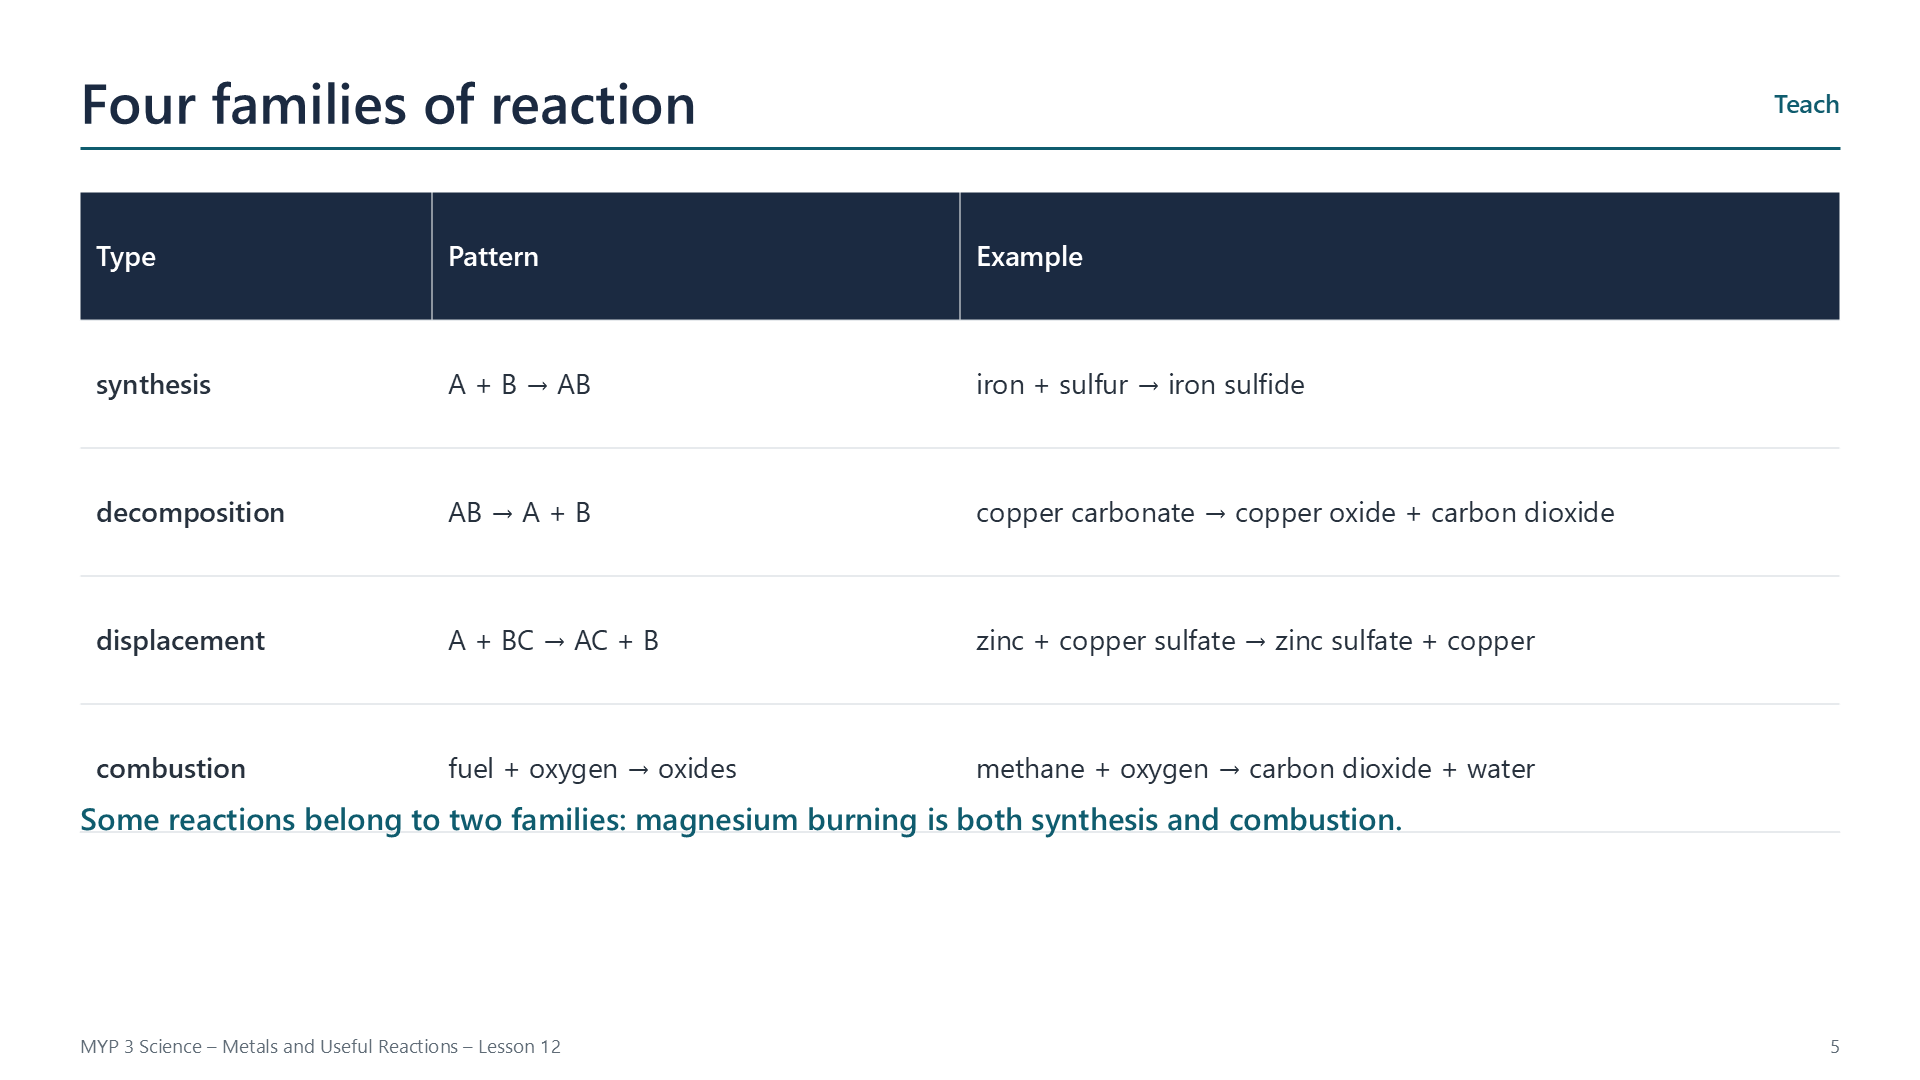 Four families of reaction
Teach
Type Pattern Example
synthesis A + B → AB iron + sulfur → iron sulfide
decomposition AB → A + B copper carbonate → copper oxide + carbon dioxide
displacement A + BC → AC + B zinc + copper sulfate → zinc sulfate + copper
combustion fuel + oxygen → oxides methane + oxygen → carbon dioxide + water
Some reactions belong to two families: magnesium burning is both synthesis and combustion.
MYP 3 Science – Metals and Useful Reactions – Lesson 12
5